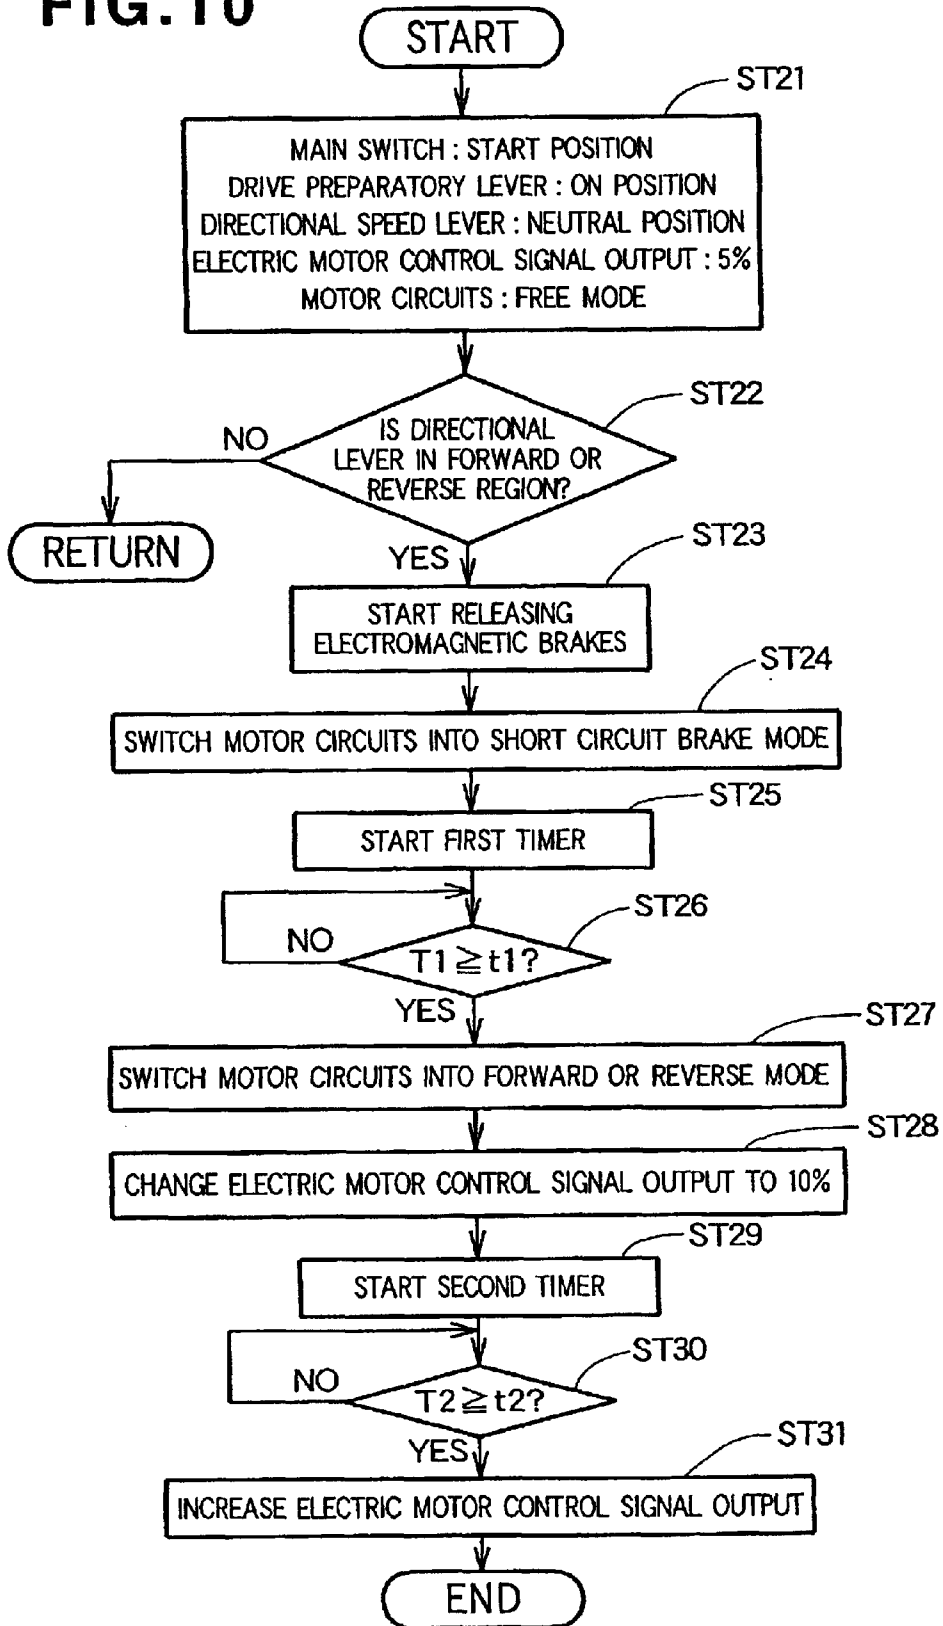 FIG.10
START
ST21
MAIN SWITCH : START POSITION
DRIVE PREPARATORY LEVER : ON POSITION
DIRECTIONAL SPEED LEVER : NEUTRAL POSITION
ELECTRIC MOTOR CONTROL SIGNAL OUTPUT : 5%
MOTOR CIRCUITS : FREE MODE
ST22
IS DIRECTIONAL
LEVER IN FORWARD OR
REVERSE REGION?
NO
RETURN
YES
ST23
START RELEASING
ELECTROMAGNETIC BRAKES
ST24
SWITCH MOTOR CIRCUITS INTO SHORT CIRCUIT BRAKE MODE
ST25
START FIRST TIMER
ST26
T1≧t1?
NO
YES
ST27
SWITCH MOTOR CIRCUITS INTO FORWARD OR REVERSE MODE
ST28
CHANGE ELECTRIC MOTOR CONTROL SIGNAL OUTPUT TO 10%
ST29
START SECOND TIMER
ST30
T2≧t2?
NO
YES
ST31
INCREASE ELECTRIC MOTOR CONTROL SIGNAL OUTPUT
END